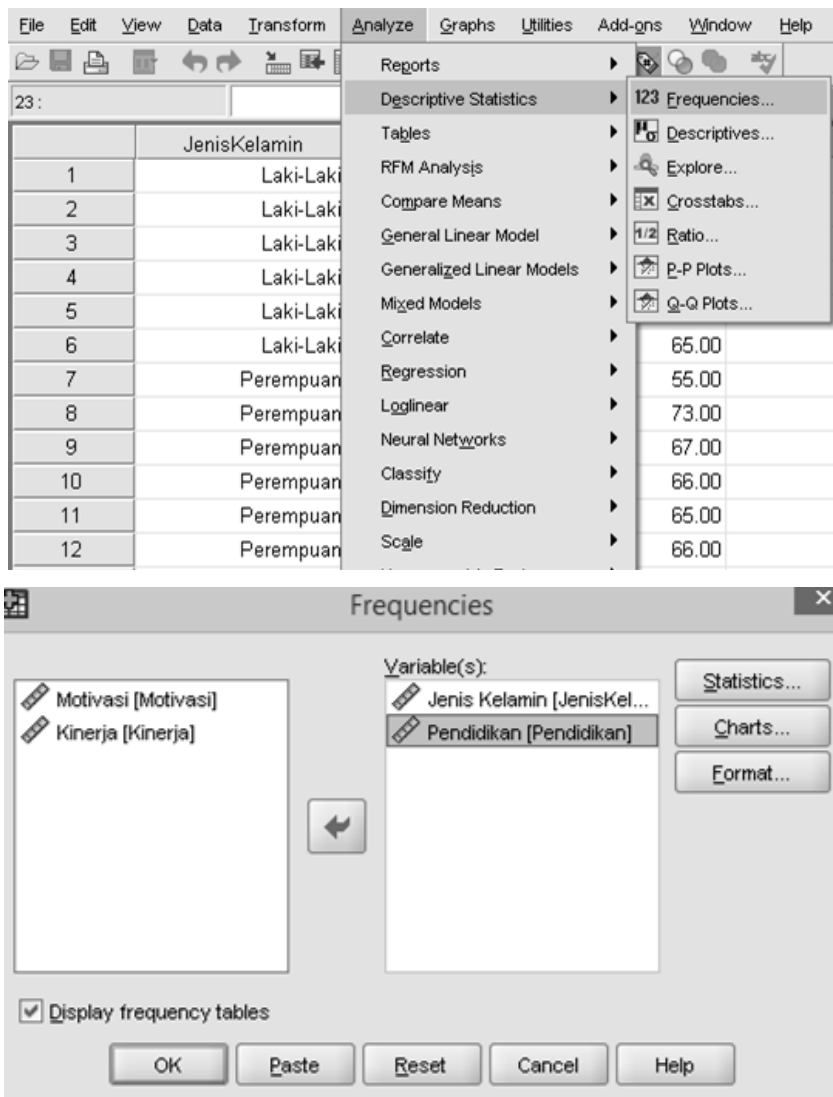 File Edit View Data Transform Analyze Graphs Utilities Add-ons Window Help
23 :
Reports
Descriptive Statistics
Tables
RFM Analysis
Compare Means
General Linear Model
Generalized Linear Models
Mixed Models
Correlate
Regression
Loglinear
Neural Networks
Classify
Dimension Reduction
Scale
123 Frequencies...
Descriptives...
Explore...
Crosstabs...
1/2 Ratio...
P-P Plots...
Q-Q Plots...
JenisKelamin
1 Laki-Laki
2 Laki-Laki
3 Laki-Laki
4 Laki-Laki
5 Laki-Laki
6 Laki-Laki 65.00
7 Perempuan 55.00
8 Perempuan 73.00
9 Perempuan 67.00
10 Perempuan 66.00
11 Perempuan 65.00
12 Perempuan 66.00
Frequencies
Motivasi [Motivasi]
Kinerja [Kinerja]
Variable(s):
Jenis Kelamin [JenisKel...
Pendidikan [Pendidikan]
Statistics...
Charts...
Format...
Display frequency tables
OK Paste Reset Cancel Help